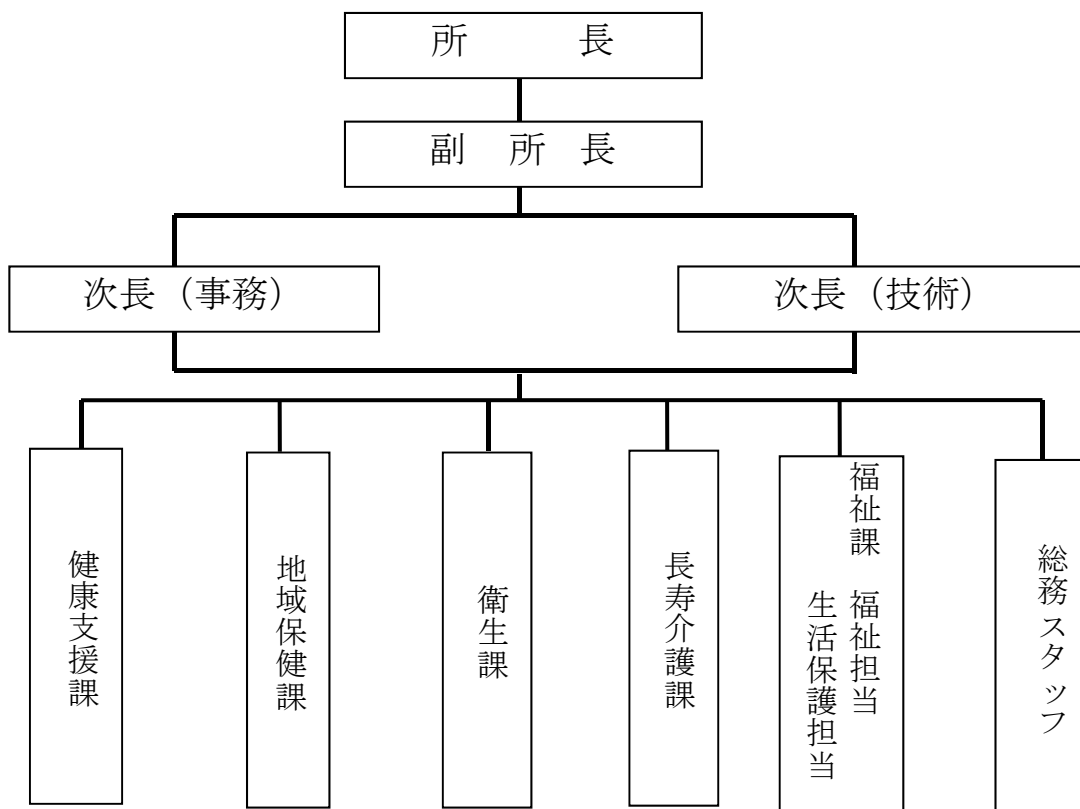 所　　　長
副　所　長
次長（事務）
次長（技術）
健康支援課
地域保健課
衛生課
長寿介護課
福祉課　福祉担当
生活保護担当
総務スタッフ